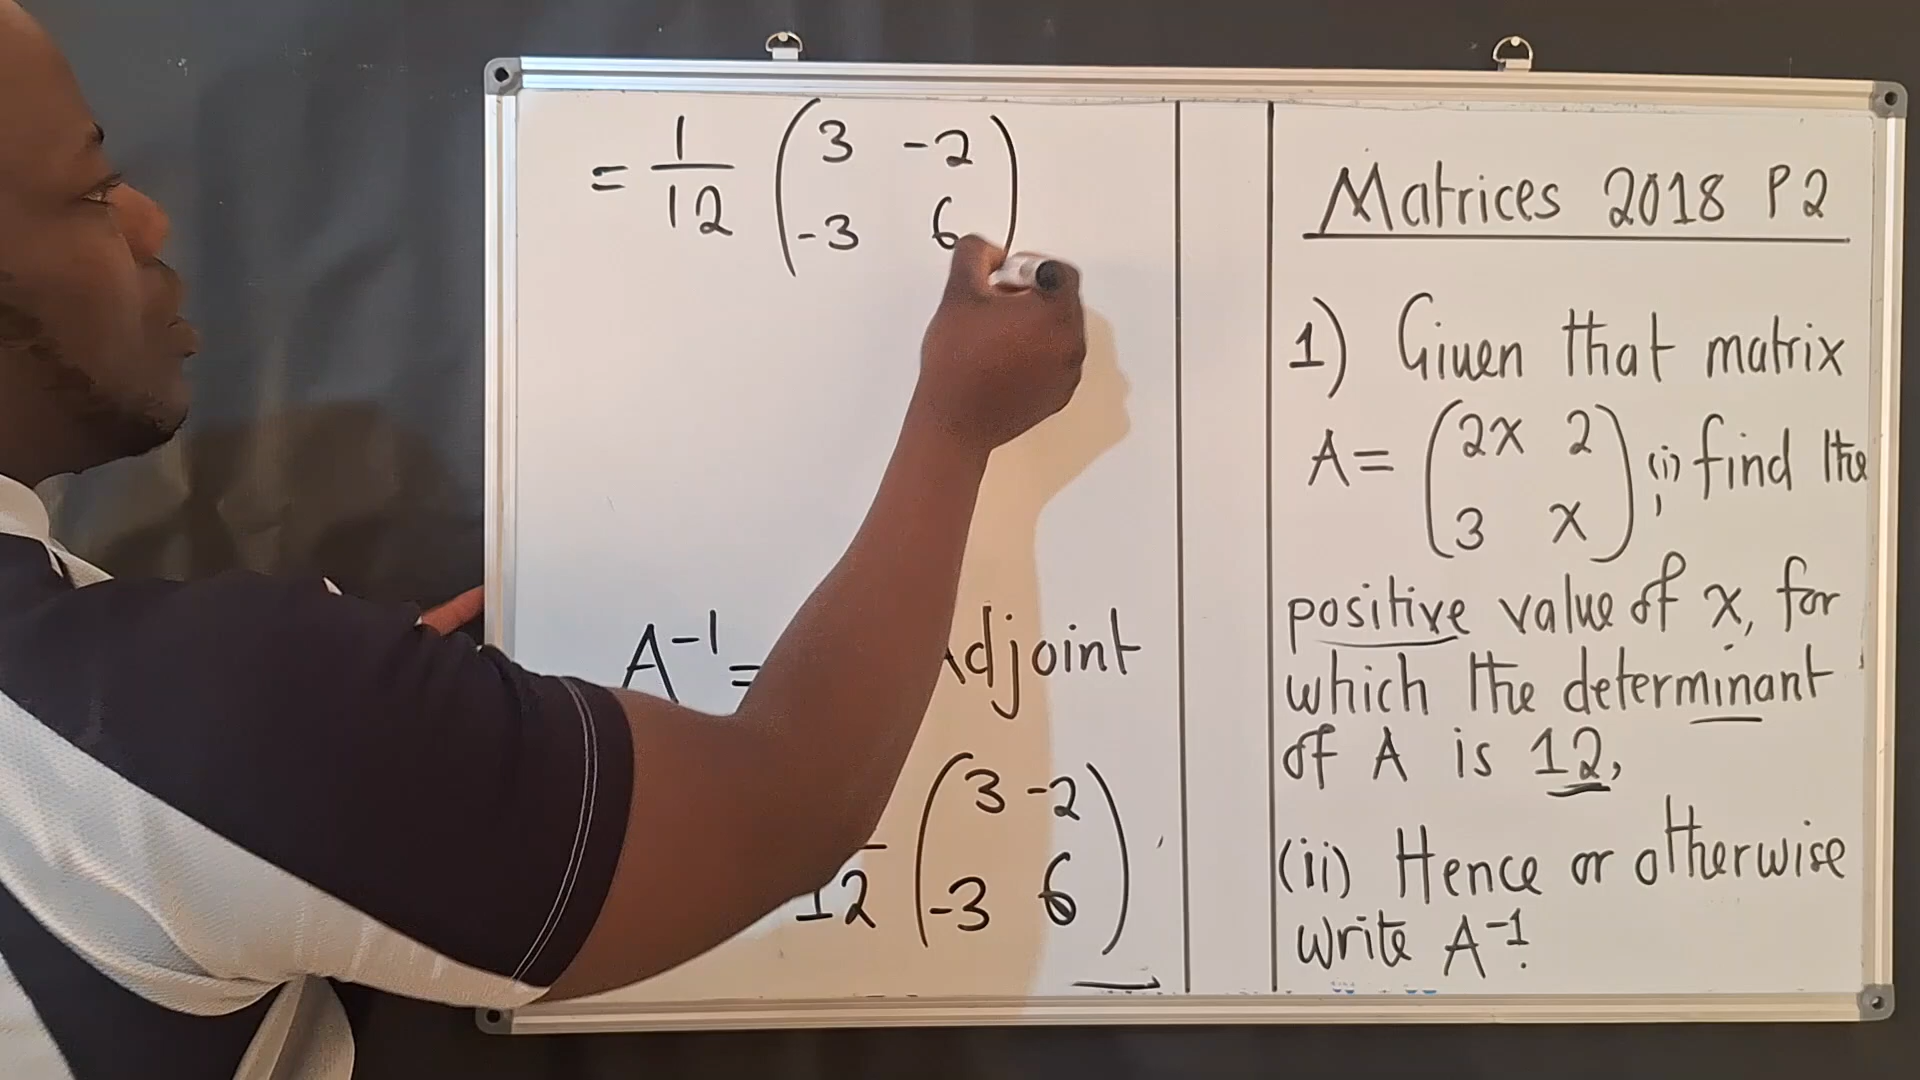 = 1/12 ( 3 -2
-3 6 )
A⁻¹ = Adjoint
12 ( 3 -2
-3 6 )
Matrices 2018 P2
1) Given that matrix
A = ( 2x 2
3 x ), (i) find the
positive value of x, for
which the determinant
of A is 12,
(ii) Hence or otherwise
write A⁻¹.